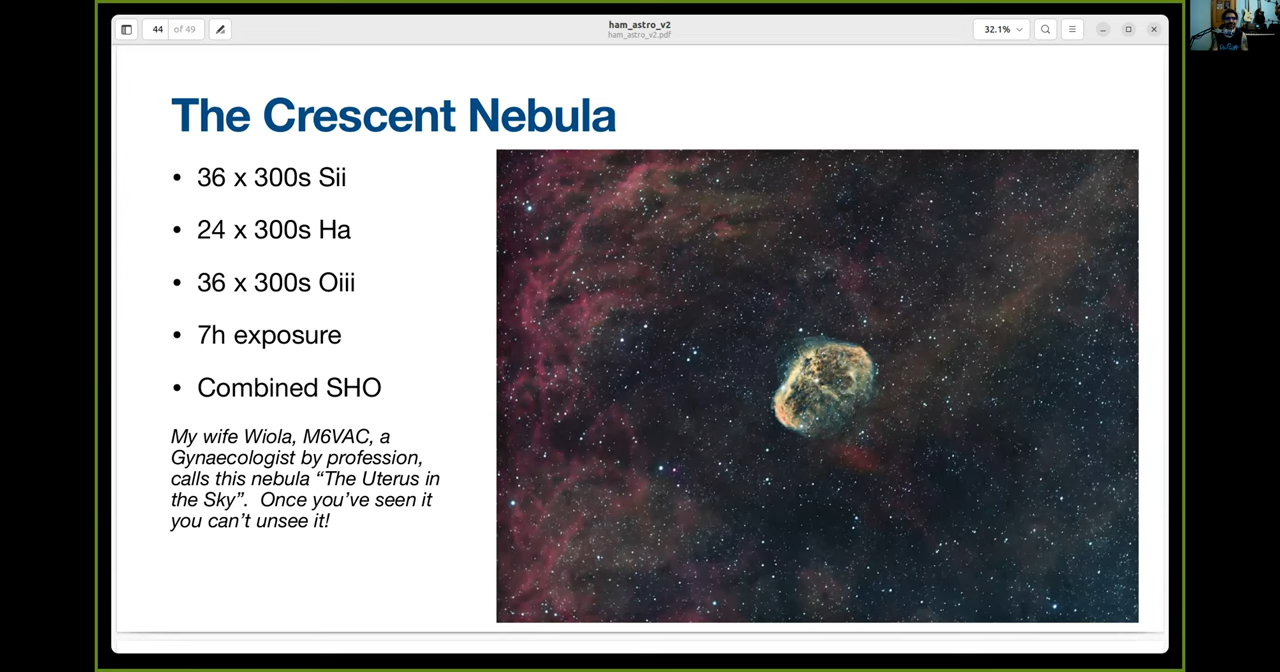 ham_astro_v2
44 of 49
ham_astro_v2.pdf
32.1%
The Crescent Nebula
• 36 x 300s Sii
• 24 x 300s Ha
• 36 x 300s Oiii
• 7h exposure
• Combined SHO
My wife Wiola, M6VAC, a
Gynaecologist by profession,
calls this nebula “The Uterus in
the Sky”.  Once you’ve seen it
you can’t unsee it!